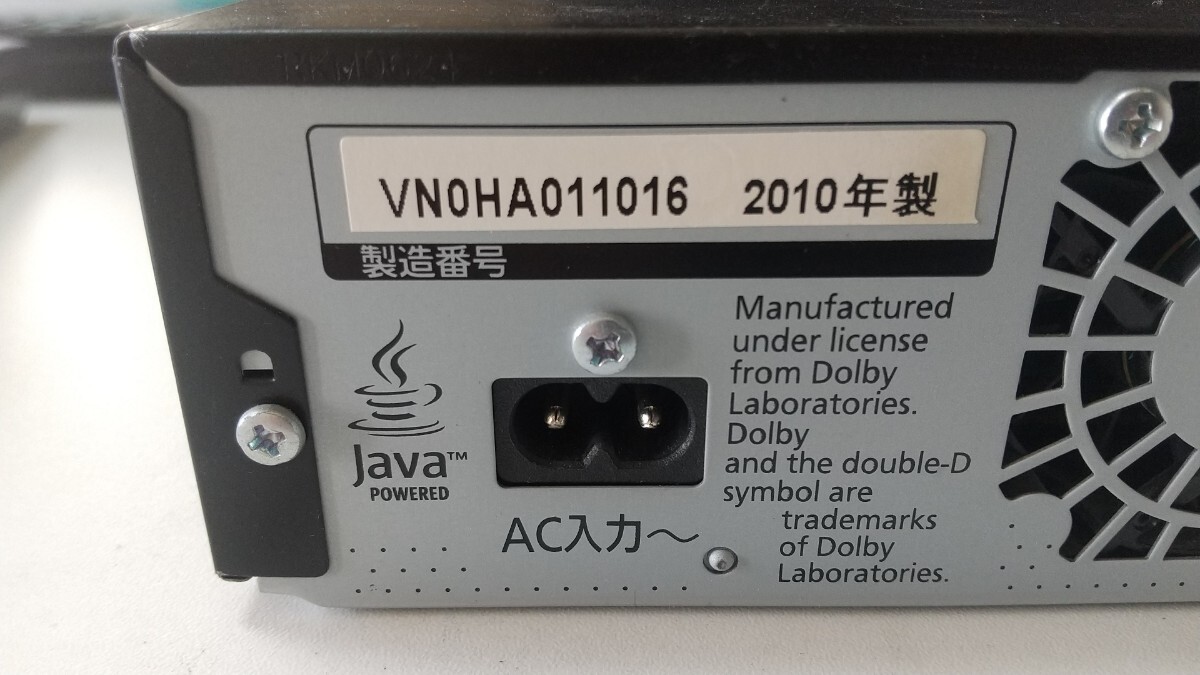 VN0HA011016 2010年製
製造番号
Java™
POWERED
AC入力～
Manufactured
under license
from Dolby
Laboratories.
Dolby
and the double-D
symbol are
trademarks
of Dolby
Laboratories.